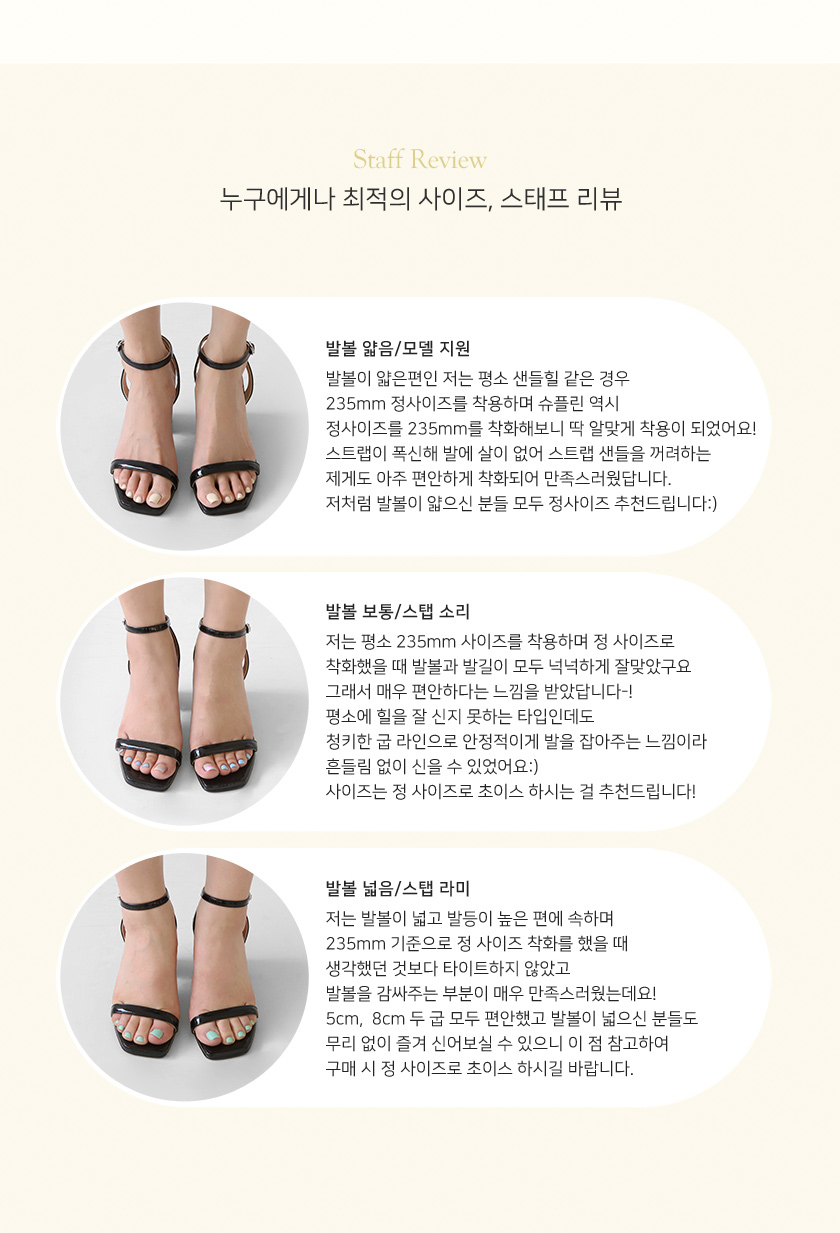 Staff Review
누구에게나 최적의 사이즈, 스태프 리뷰
발볼 얇음/모델 지원
발볼이 얇은편인 저는 평소 샌들힐 같은 경우
235mm 정사이즈를 착용하며 슈플린 역시
정사이즈를 235mm를 착화해보니 딱 알맞게 착용이 되었어요!
스트랩이 폭신해 발에 살이 없어 스트랩 샌들을 꺼려하는
제게도 아주 편안하게 착화되어 만족스러웠답니다.
저처럼 발볼이 얇으신 분들 모두 정사이즈 추천드립니다:)
발볼 보통/스탭 소리
저는 평소 235mm 사이즈를 착용하며 정 사이즈로
착화했을 때 발볼과 발길이 모두 넉넉하게 잘맞았구요
그래서 매우 편안하다는 느낌을 받았답니다~!
평소에 힐을 잘 신지 못하는 타입인데도
청키한 굽 라인으로 안정적이게 발을 잡아주는 느낌이라
흔들림 없이 신을 수 있었어요:)
사이즈는 정 사이즈로 초이스 하시는 걸 추천드립니다!
발볼 넓음/스탭 라미
저는 발볼이 넓고 발등이 높은 편에 속하며
235mm 기준으로 정 사이즈 착화를 했을 때
생각했던 것보다 타이트하지 않았고
발볼을 감싸주는 부분이 매우 만족스러웠는데요!
5cm,  8cm 두 굽 모두 편안했고 발볼이 넓으신 분들도
무리 없이 즐겨 신어보실 수 있으니 이 점 참고하여
구매 시 정 사이즈로 초이스 하시길 바랍니다.